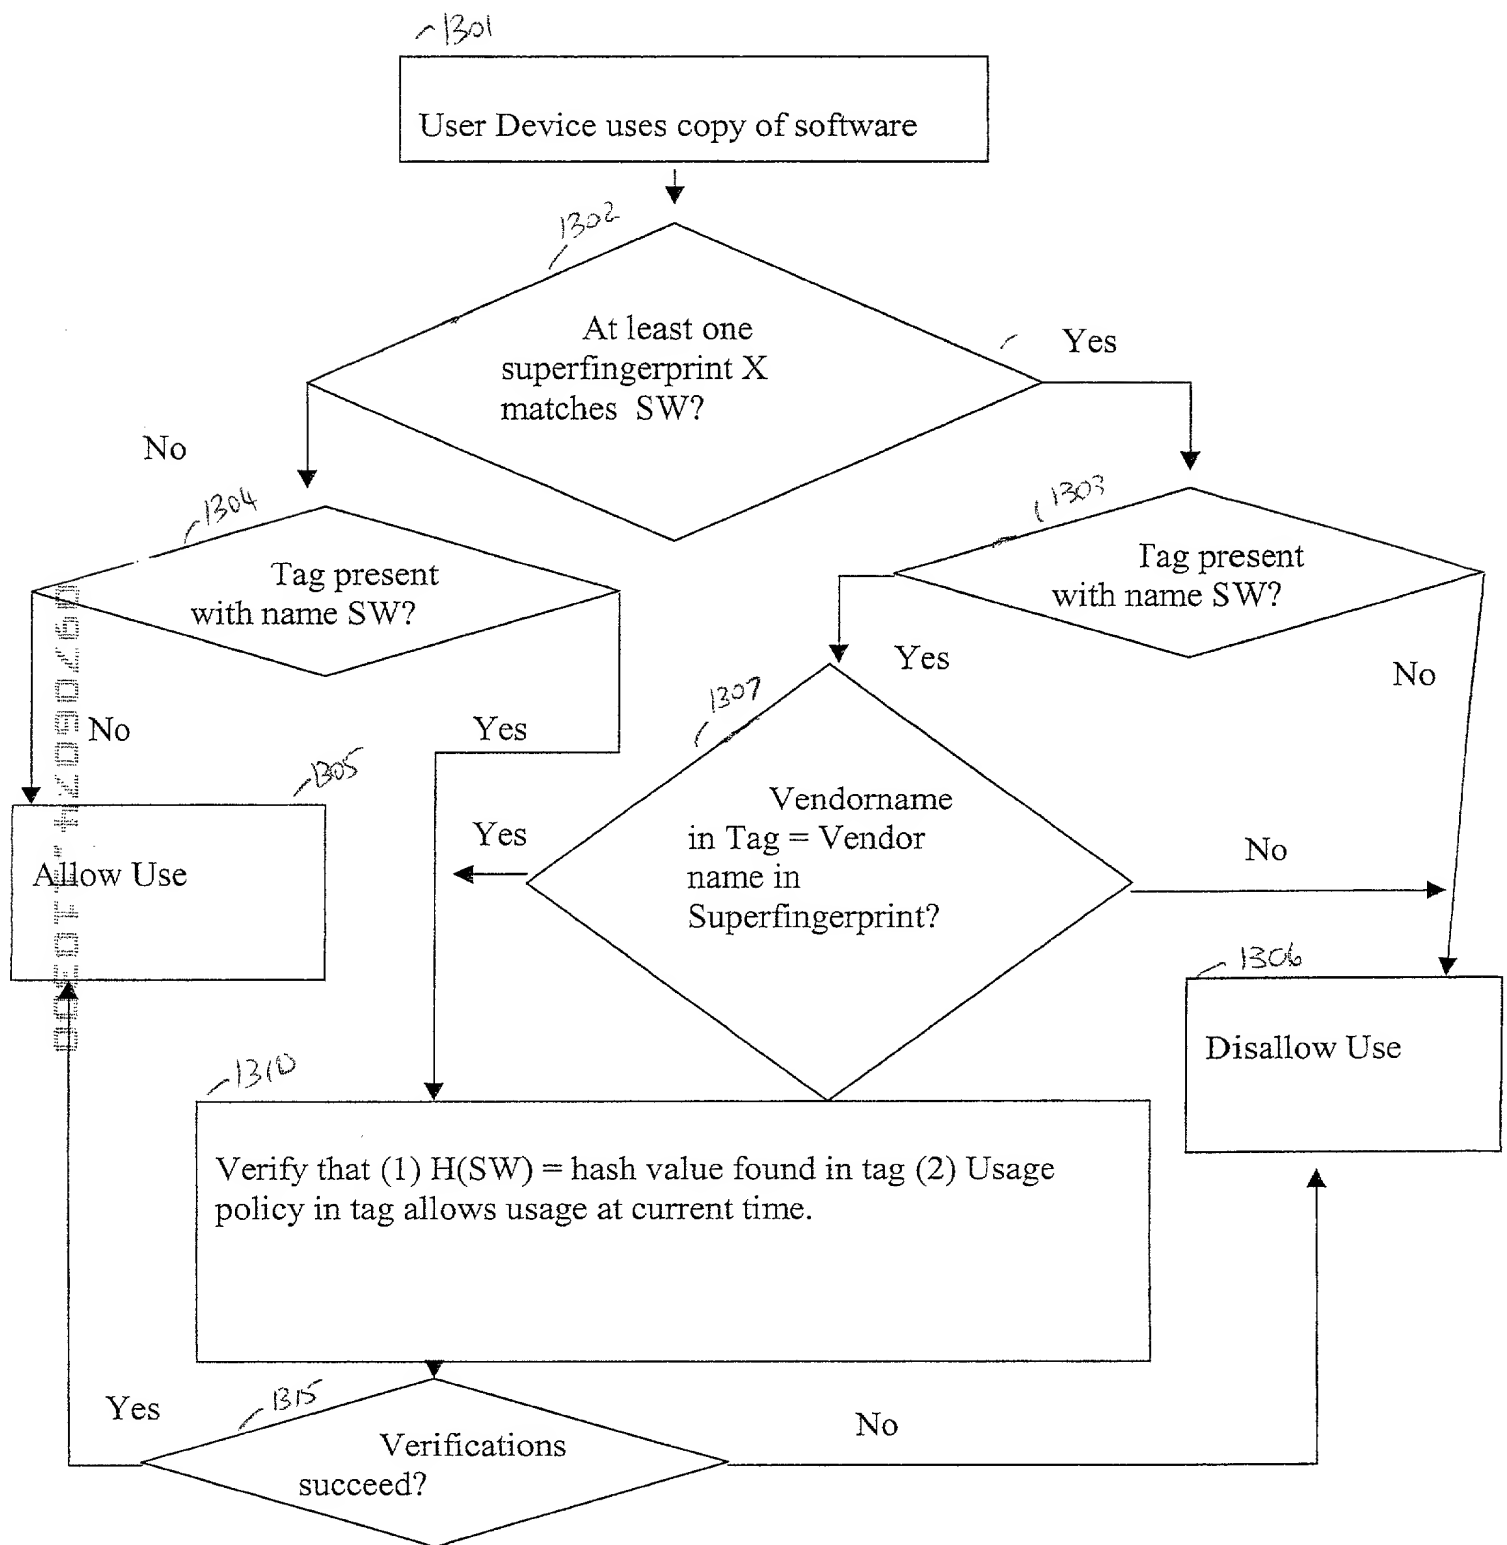 1301
User Device uses copy of software
1302
At least one
superfingerprint X
matches SW?
Yes
No
1304
Tag present
with name SW?
1303
Tag present
with name SW?
No
Yes
Yes
No
1307
1305
Allow Use
Vendorname
in Tag = Vendor
name in
Superfingerprint?
Yes
No
1306
Disallow Use
1310
Verify that (1) H(SW) = hash value found in tag (2) Usage
policy in tag allows usage at current time.
1315
Verifications
succeed?
Yes
No
09706074-110300